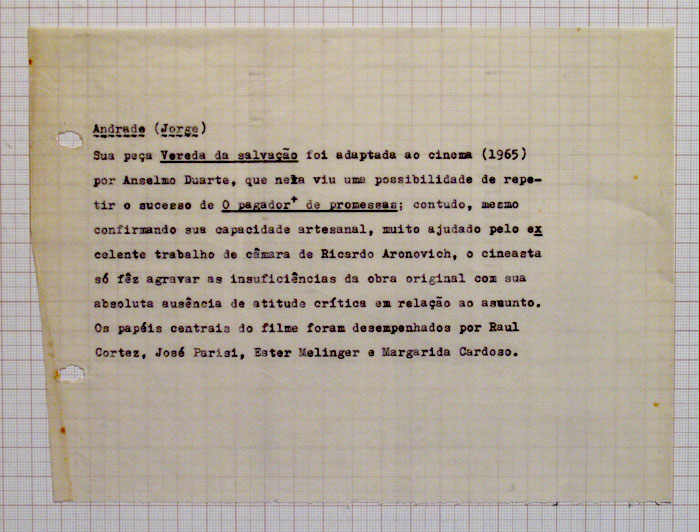 Andrade (Jorge)
Sua peça Vereda da salvação foi adaptada ao cinema (1965)
por Anselmo Duarte, que nela viu uma possibilidade de repe-
tir o sucesso de O pagador+ de promessas; contudo, mesmo
confirmando sua capacidade artesanal, muito ajudado pelo ex
celente trabalho de câmara de Ricardo Aronovich, o cineasta
só fêz agravar as insuficiências da obra original com sua
absoluta ausência de atitude crítica em relação ao assunto.
Os papéis centrais do filme foram desempenhados por Raul
Cortez, José Parisi, Ester Melinger e Margarida Cardoso.